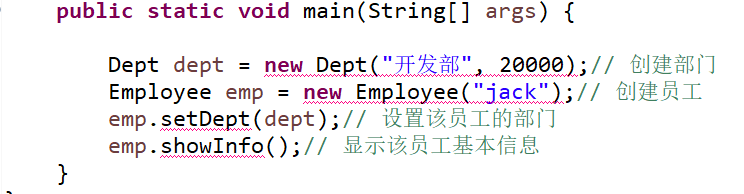 public static void main(String[] args) {
Dept dept = new Dept("开发部", 20000);// 创建部门
Employee emp = new Employee("jack");// 创建员工
emp.setDept(dept);// 设置该员工的部门
emp.showInfo();// 显示该员工基本信息
}